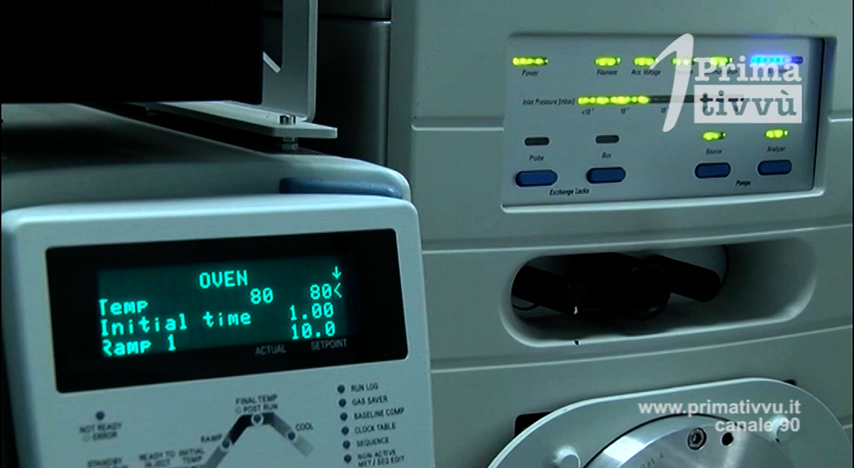 1 Prima
tivvù
Power
Filament
Acc. Voltage
Inlet Pressure [mbar]
Probe
Box
Source
Analyzer
Exchange Locks
Pumps
OVEN ↓
Temp 80 80<
Initial time 1.00
Ramp 1 10.0
ACTUAL SETPOINT
NOT READY
ERROR
FINAL TEMP
POST RUN
RAMP
COOL
READY TO
INJECT
INITIAL
TEMP
STANDBY
RUN LOG
GAS SAVER
BASELINE COMP
CLOCK TABLE
SEQUENCE
NON ACTIVE
MET / SEQ EDIT
www.primativvu.it
canale 90